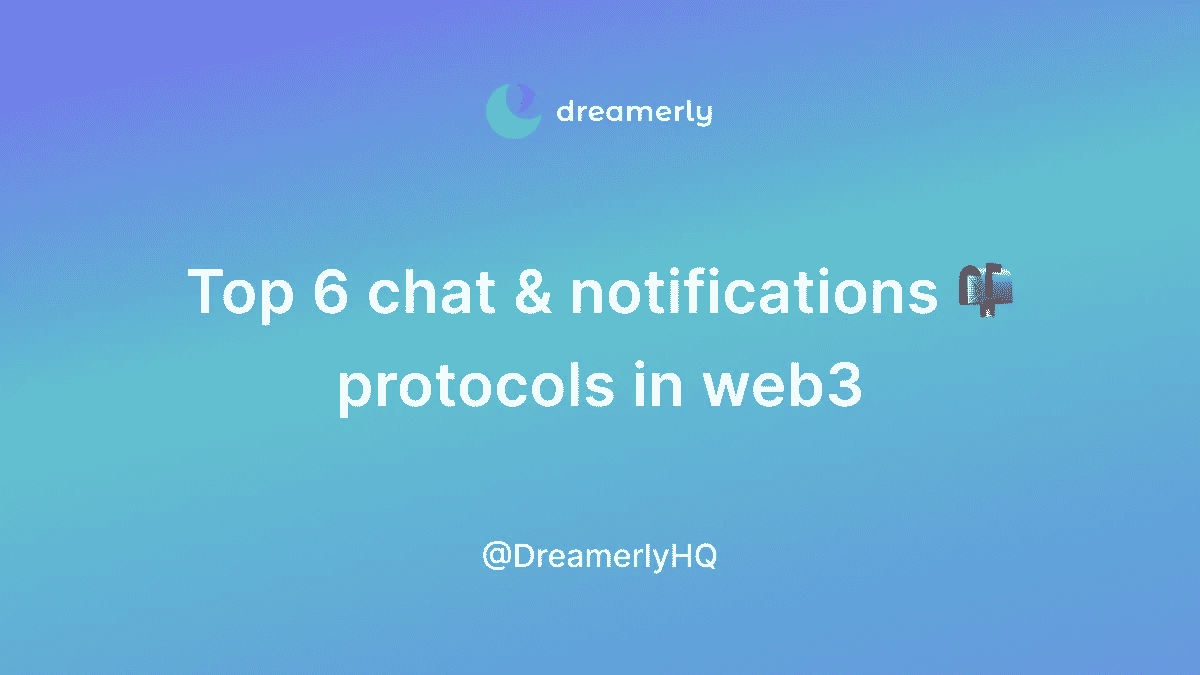 dreamerly
Top 6 chat & notifications 📬
protocols in web3
@DreamerlyHQ